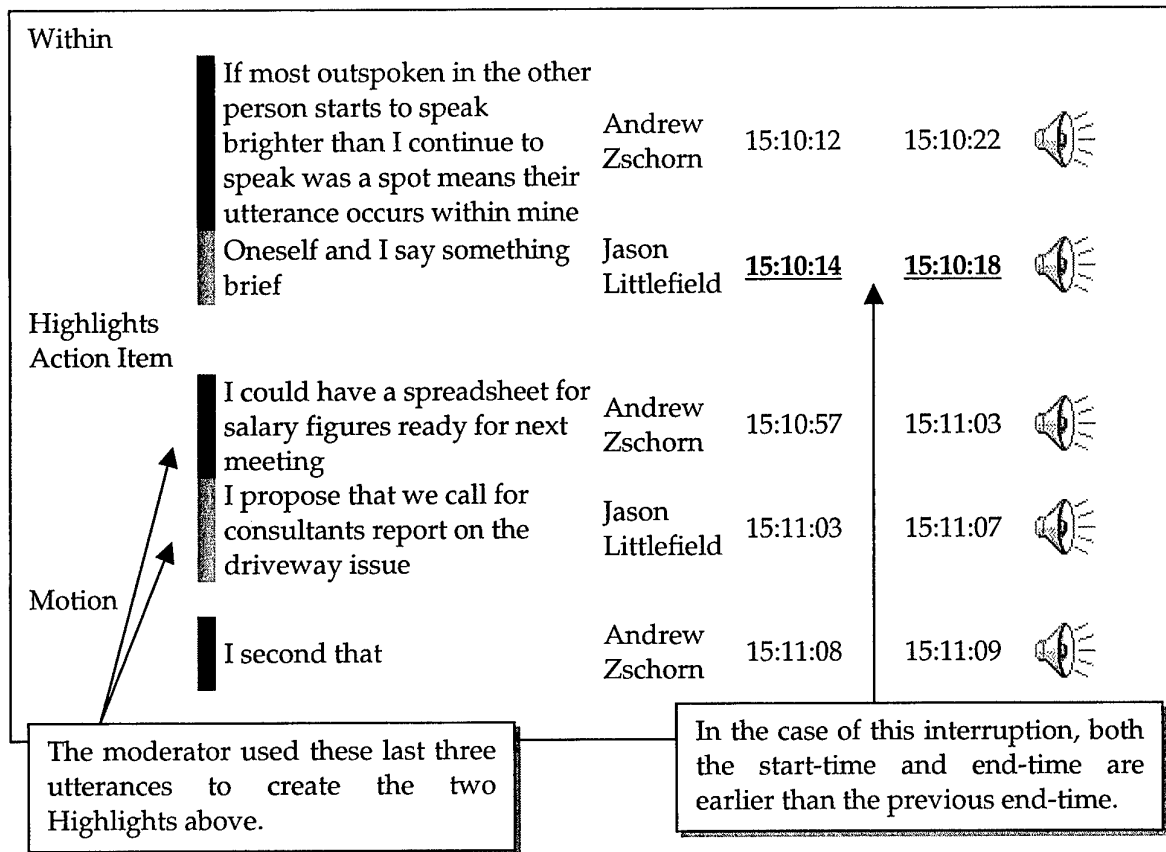 Within
If most outspoken in the other
person starts to speak
brighter than I continue to
speak was a spot means their
utterance occurs within mine
Andrew
Zschorn
15:10:12
15:10:22
Oneself and I say something
brief
Jason
Littlefield
15:10:14
15:10:18
Highlights
Action Item
I could have a spreadsheet for
salary figures ready for next
meeting
Andrew
Zschorn
15:10:57
15:11:03
I propose that we call for
consultants report on the
driveway issue
Jason
Littlefield
15:11:03
15:11:07
Motion
I second that
Andrew
Zschorn
15:11:08
15:11:09
The moderator used these last three
utterances to create the two
Highlights above.
In the case of this interruption, both
the start-time and end-time are
earlier than the previous end-time.